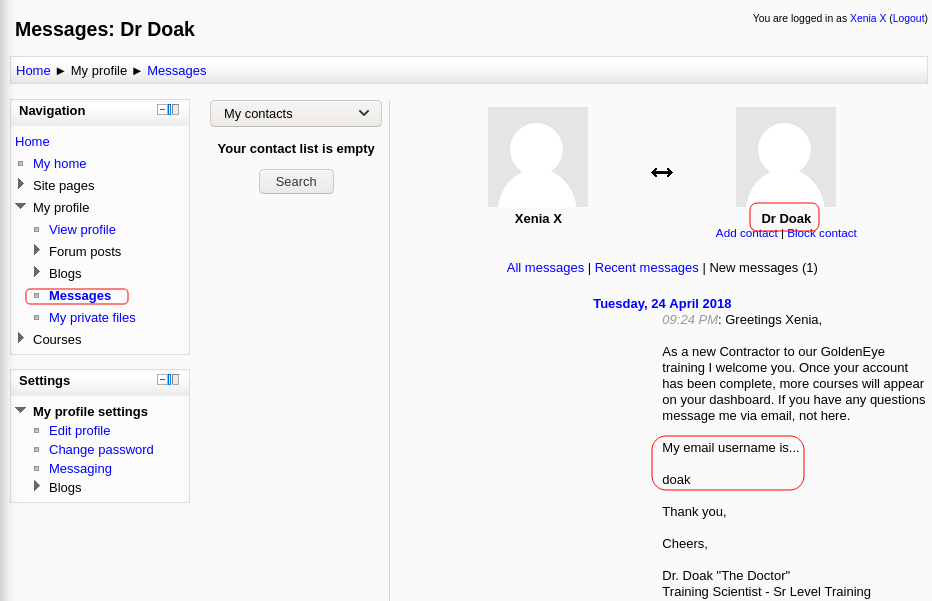 Messages: Dr Doak
You are logged in as Xenia X (Logout)
Home ► My profile ► Messages
Navigation
Home
My home
Site pages
My profile
View profile
Forum posts
Blogs
Messages
My private files
Courses
Settings
My profile settings
Edit profile
Change password
Messaging
Blogs
My contacts
Your contact list is empty
Search
Xenia X
Dr Doak
Add contact | Block contact
All messages | Recent messages | New messages (1)
Tuesday, 24 April 2018
09:24 PM: Greetings Xenia,
As a new Contractor to our GoldenEye
training I welcome you. Once your account
has been complete, more courses will appear
on your dashboard. If you have any questions
message me via email, not here.
My email username is...
doak
Thank you,
Cheers,
Dr. Doak "The Doctor"
Training Scientist - Sr Level Training